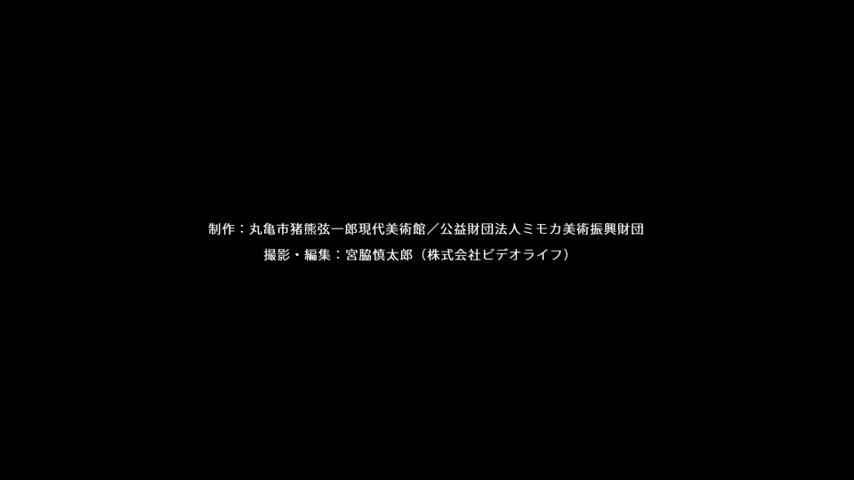 制作：丸亀市猪熊弦一郎現代美術館／公益財団法人ミモカ美術振興財団
撮影・編集：宮脇慎太郎（株式会社ビデオライフ）